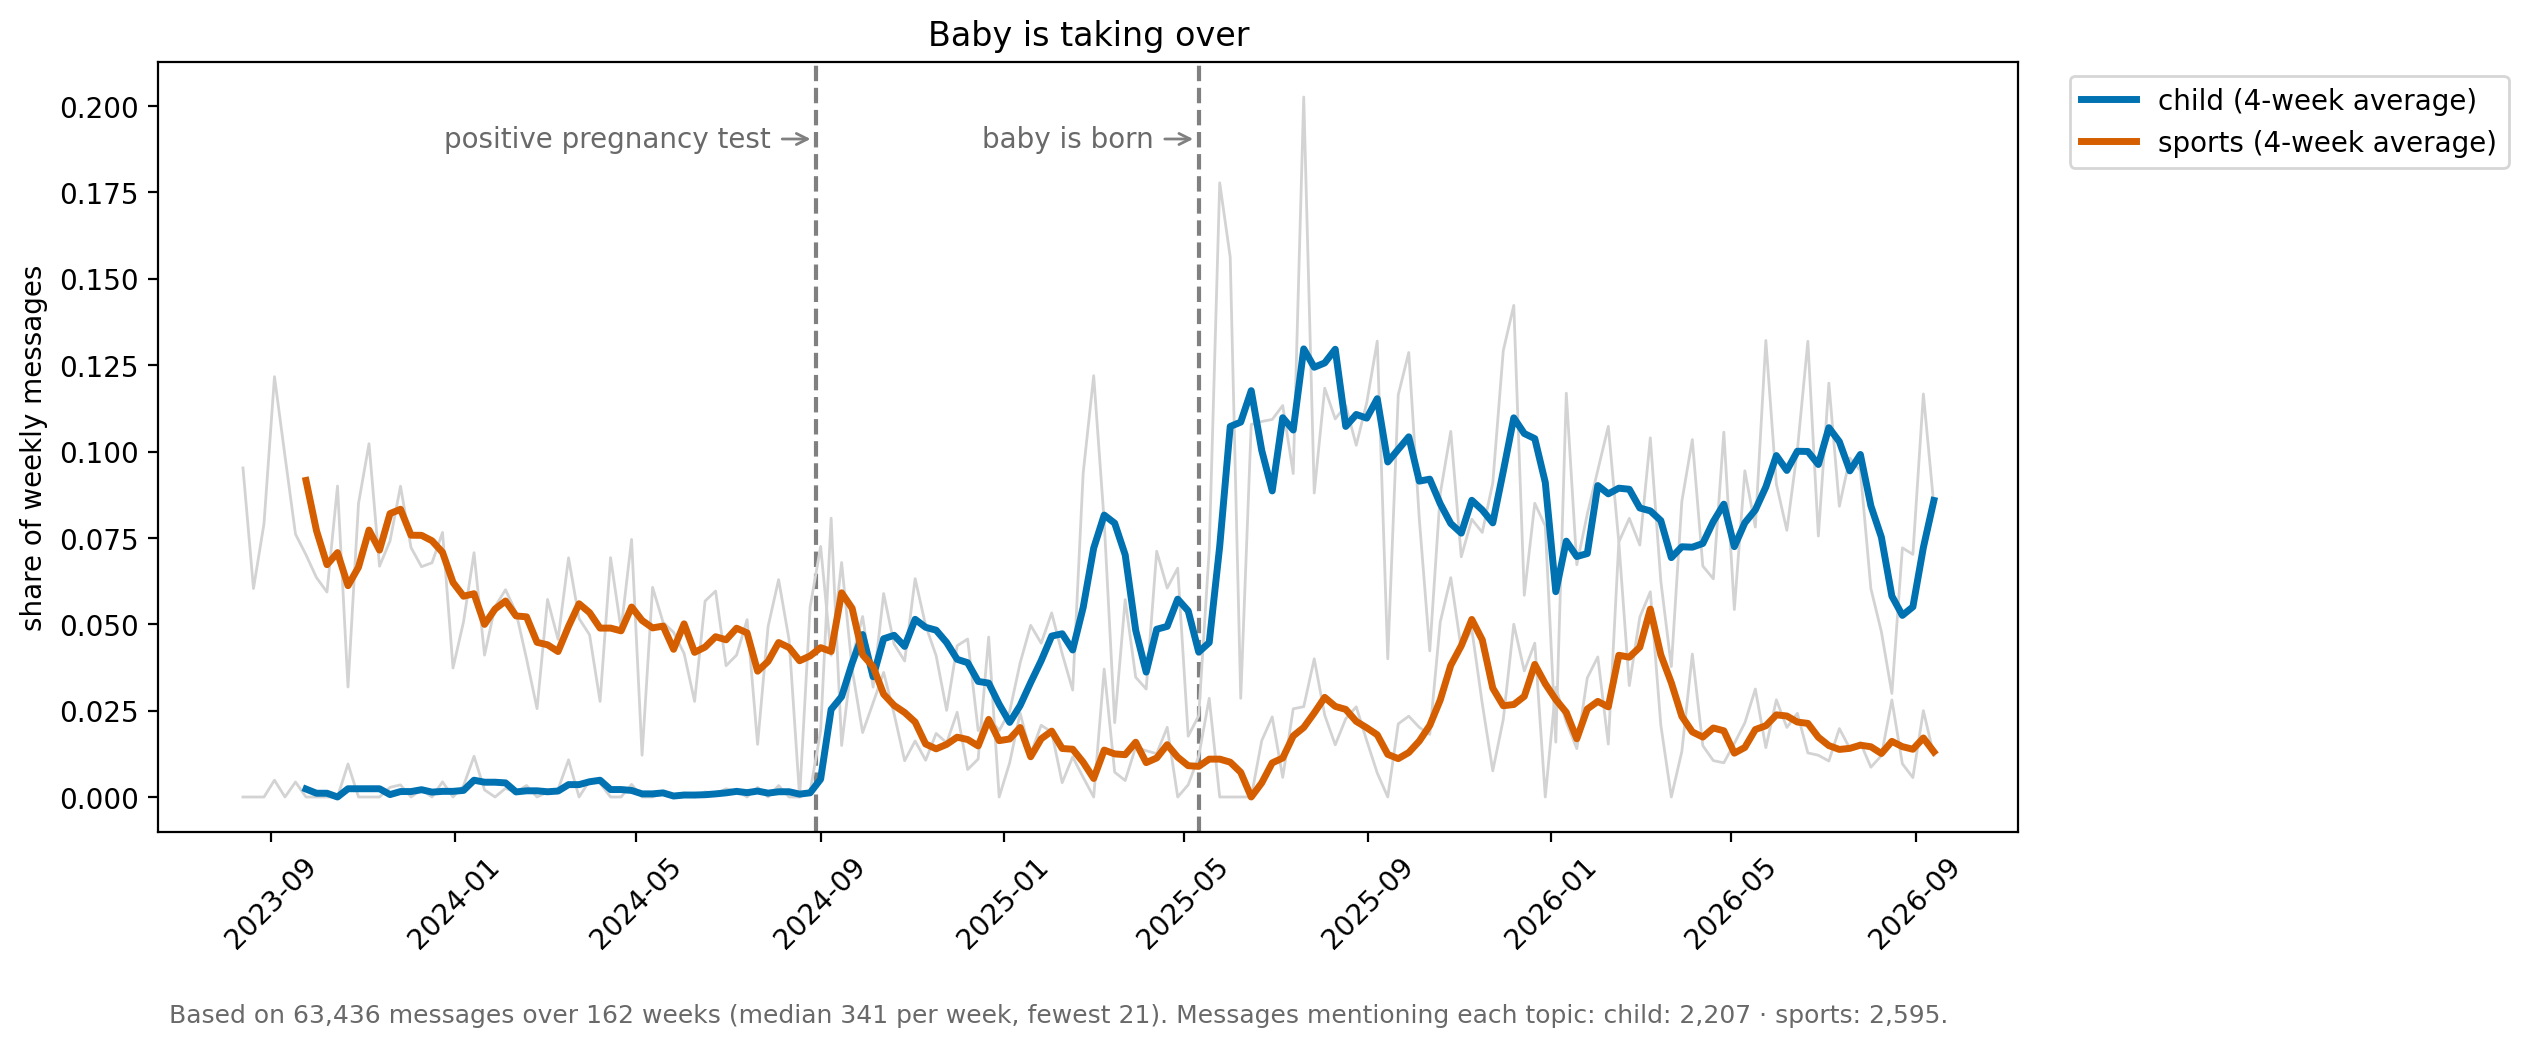 Baby is taking over
child (4-week average)
sports (4-week average)
positive pregnancy test
baby is born
share of weekly messages
0.200
0.175
0.150
0.125
0.100
0.075
0.050
0.025
0.000
2023-09
2024-01
2024-05
2024-09
2025-01
2025-05
2025-09
2026-01
2026-05
2026-09
Based on 63,436 messages over 162 weeks (median 341 per week, fewest 21). Messages mentioning each topic: child: 2,207 · sports: 2,595.